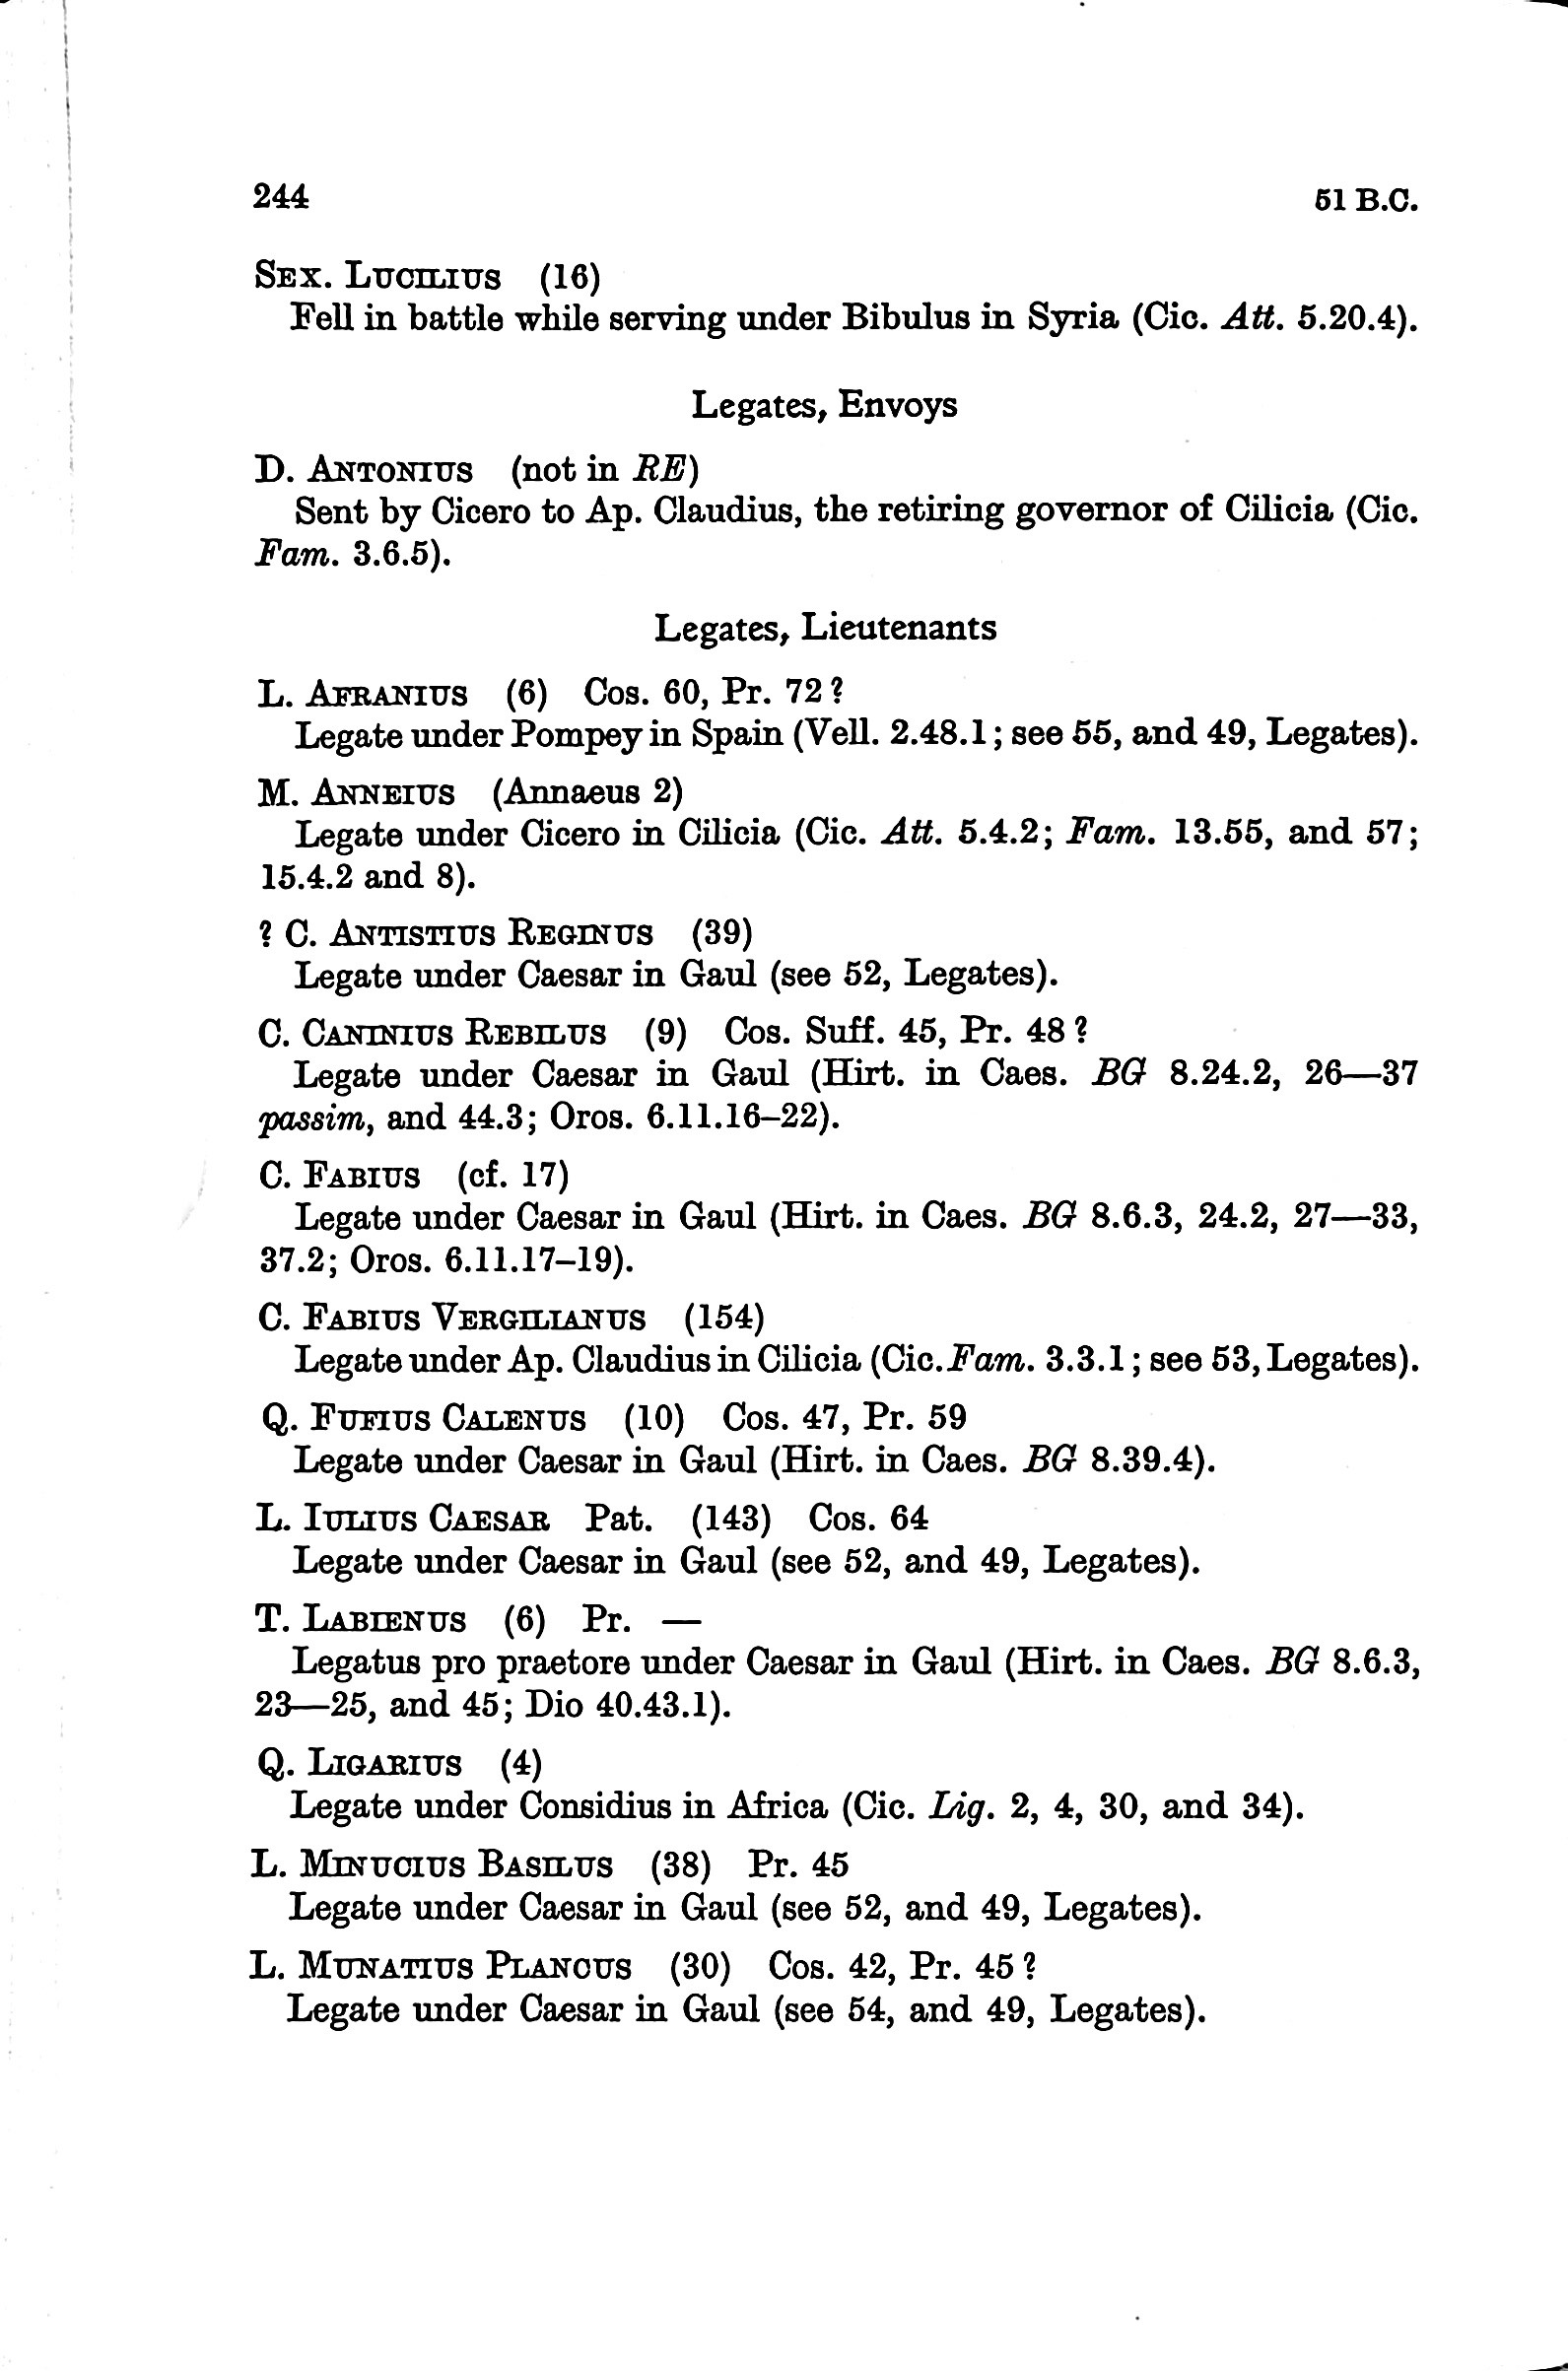 244 51 B.C.
SEX. LUCILIUS (16)
Fell in battle while serving under Bibulus in Syria (Cic. Att. 5.20.4).
Legates, Envoys
D. ANTONIUS (not in RE)
Sent by Cicero to Ap. Claudius, the retiring governor of Cilicia (Cic.
Fam. 3.6.5).
Legates, Lieutenants
L. AFRANIUS (6) Cos. 60, Pr. 72?
Legate under Pompey in Spain (Vell. 2.48.1; see 55, and 49, Legates).
M. ANNEIUS (Annaeus 2)
Legate under Cicero in Cilicia (Cic. Att. 5.4.2; Fam. 13.55, and 57;
15.4.2 and 8).
? C. ANTISTIUS REGINUS (39)
Legate under Caesar in Gaul (see 52, Legates).
C. CANINIUS REBILUS (9) Cos. Suff. 45, Pr. 48?
Legate under Caesar in Gaul (Hirt. in Caes. BG 8.24.2, 26—37
passim, and 44.3; Oros. 6.11.16–22).
C. FABIUS (cf. 17)
Legate under Caesar in Gaul (Hirt. in Caes. BG 8.6.3, 24.2, 27—33,
37.2; Oros. 6.11.17–19).
C. FABIUS VERGILIANUS (154)
Legate under Ap. Claudius in Cilicia (Cic. Fam. 3.3.1; see 53, Legates).
Q. FUFIUS CALENUS (10) Cos. 47, Pr. 59
Legate under Caesar in Gaul (Hirt. in Caes. BG 8.39.4).
L. IULIUS CAESAR Pat. (143) Cos. 64
Legate under Caesar in Gaul (see 52, and 49, Legates).
T. LABIENUS (6) Pr. —
Legatus pro praetore under Caesar in Gaul (Hirt. in Caes. BG 8.6.3,
23—25, and 45; Dio 40.43.1).
Q. LIGARIUS (4)
Legate under Considius in Africa (Cic. Lig. 2, 4, 30, and 34).
L. MINUCIUS BASILUS (38) Pr. 45
Legate under Caesar in Gaul (see 52, and 49, Legates).
L. MUNATIUS PLANCUS (30) Cos. 42, Pr. 45?
Legate under Caesar in Gaul (see 54, and 49, Legates).